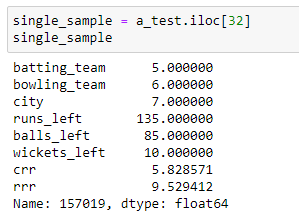 single_sample = a_test.iloc[32]
single_sample
batting_team 5.000000
bowling_team 6.000000
city 7.000000
runs_left 135.000000
balls_left 85.000000
wickets_left 10.000000
crr 5.828571
rrr 9.529412
Name: 157019, dtype: float64